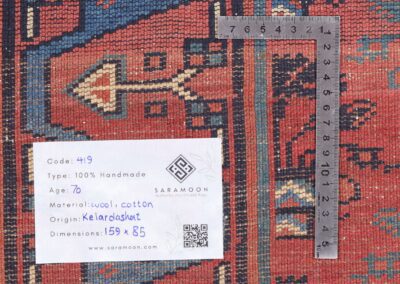 7 6 5 4 3 2 1
1 2 3 4 5 6 7 8 9 10 1 2 3 4 5
Code: 419
Type: 100% Handmade
Age: 70
Material: wool, cotton
Origin: Kelardasht
Dimensions: 159 x 85
SARAMOON
www.saramoon.com